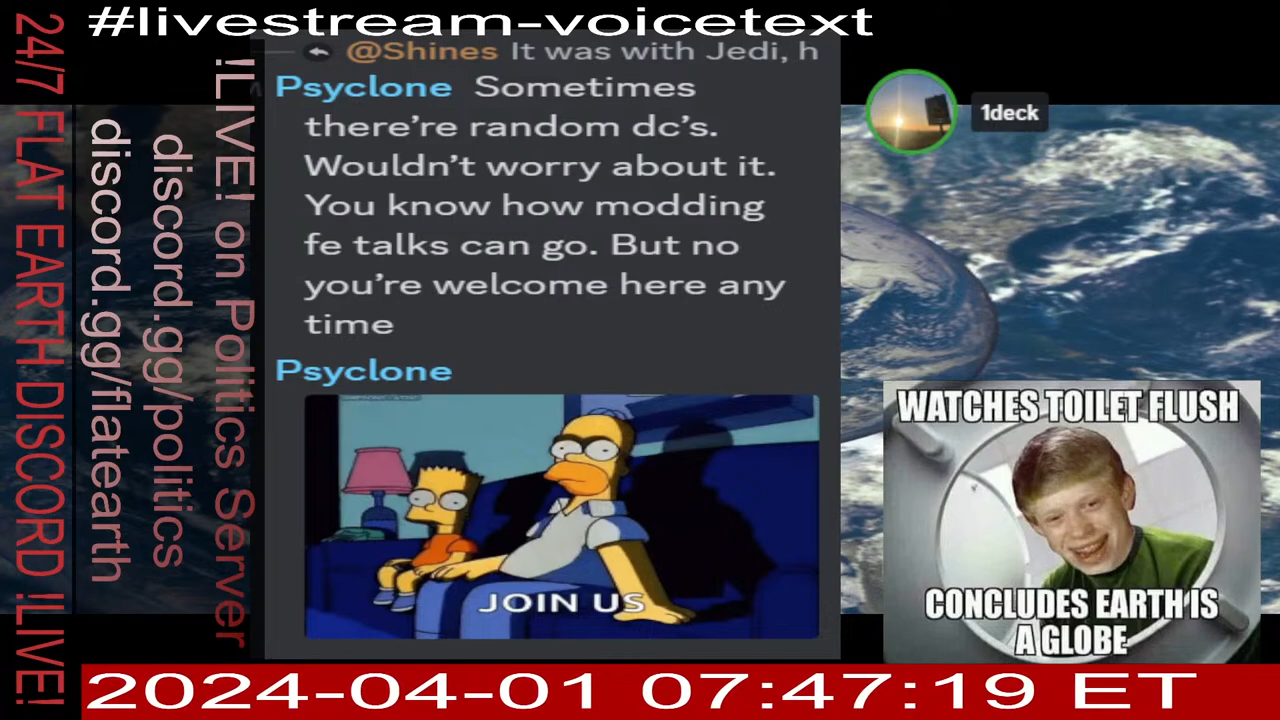 #livestream-voicetext
@Shines It was with Jedi, h
Psyclone Sometimes
there're random dc's.
Wouldn't worry about it.
You know how modding
fe talks can go. But no
you're welcome here any
time
Psyclone
JOIN US
24/7 FLAT EARTH DISCORD !LIVE!
discord.gg/flatearth
discord.gg/politics
!LIVE! on Politics Server
1deck
WATCHES TOILET FLUSH
CONCLUDES EARTH IS
A GLOBE
2024-04-01 07:47:19 ET